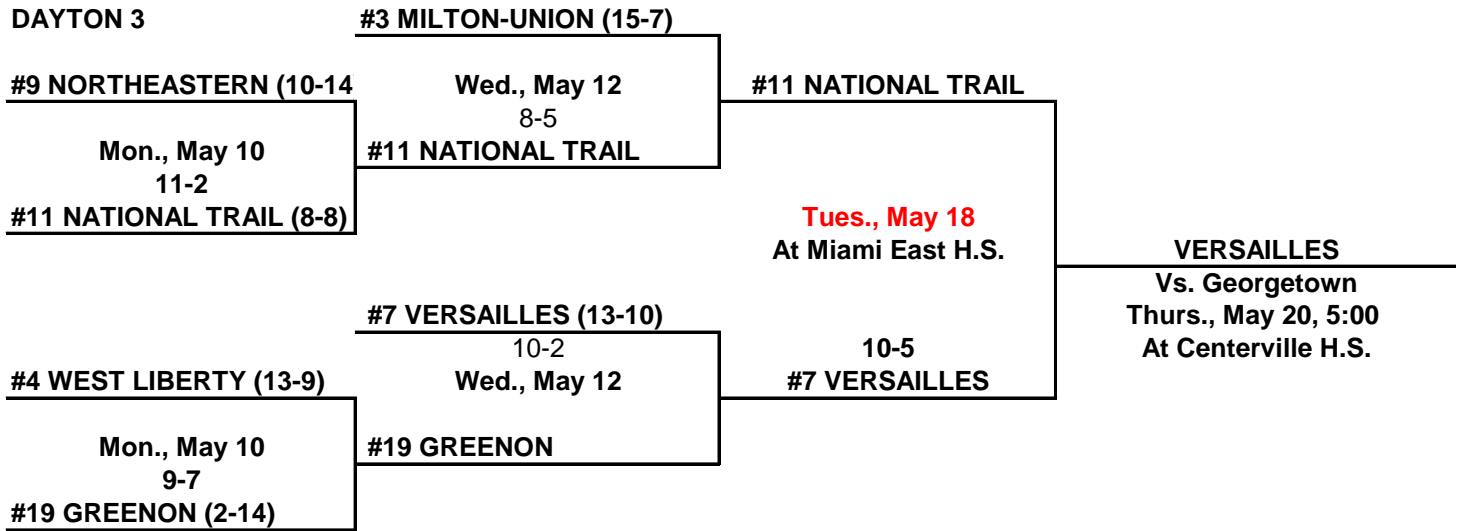 DAYTON 3
#3 MILTON-UNION (15-7)
#9 NORTHEASTERN (10-14
Wed., May 12
#11 NATIONAL TRAIL
8-5
Mon., May 10
#11 NATIONAL TRAIL
11-2
#11 NATIONAL TRAIL (8-8)
Tues., May 18
At Miami East H.S.
VERSAILLES
Vs. Georgetown
#7 VERSAILLES (13-10)
Thurs., May 20, 5:00
10-2
10-5
At Centerville H.S.
#4 WEST LIBERTY (13-9)
Wed., May 12
#7 VERSAILLES
Mon., May 10
#19 GREENON
9-7
#19 GREENON (2-14)